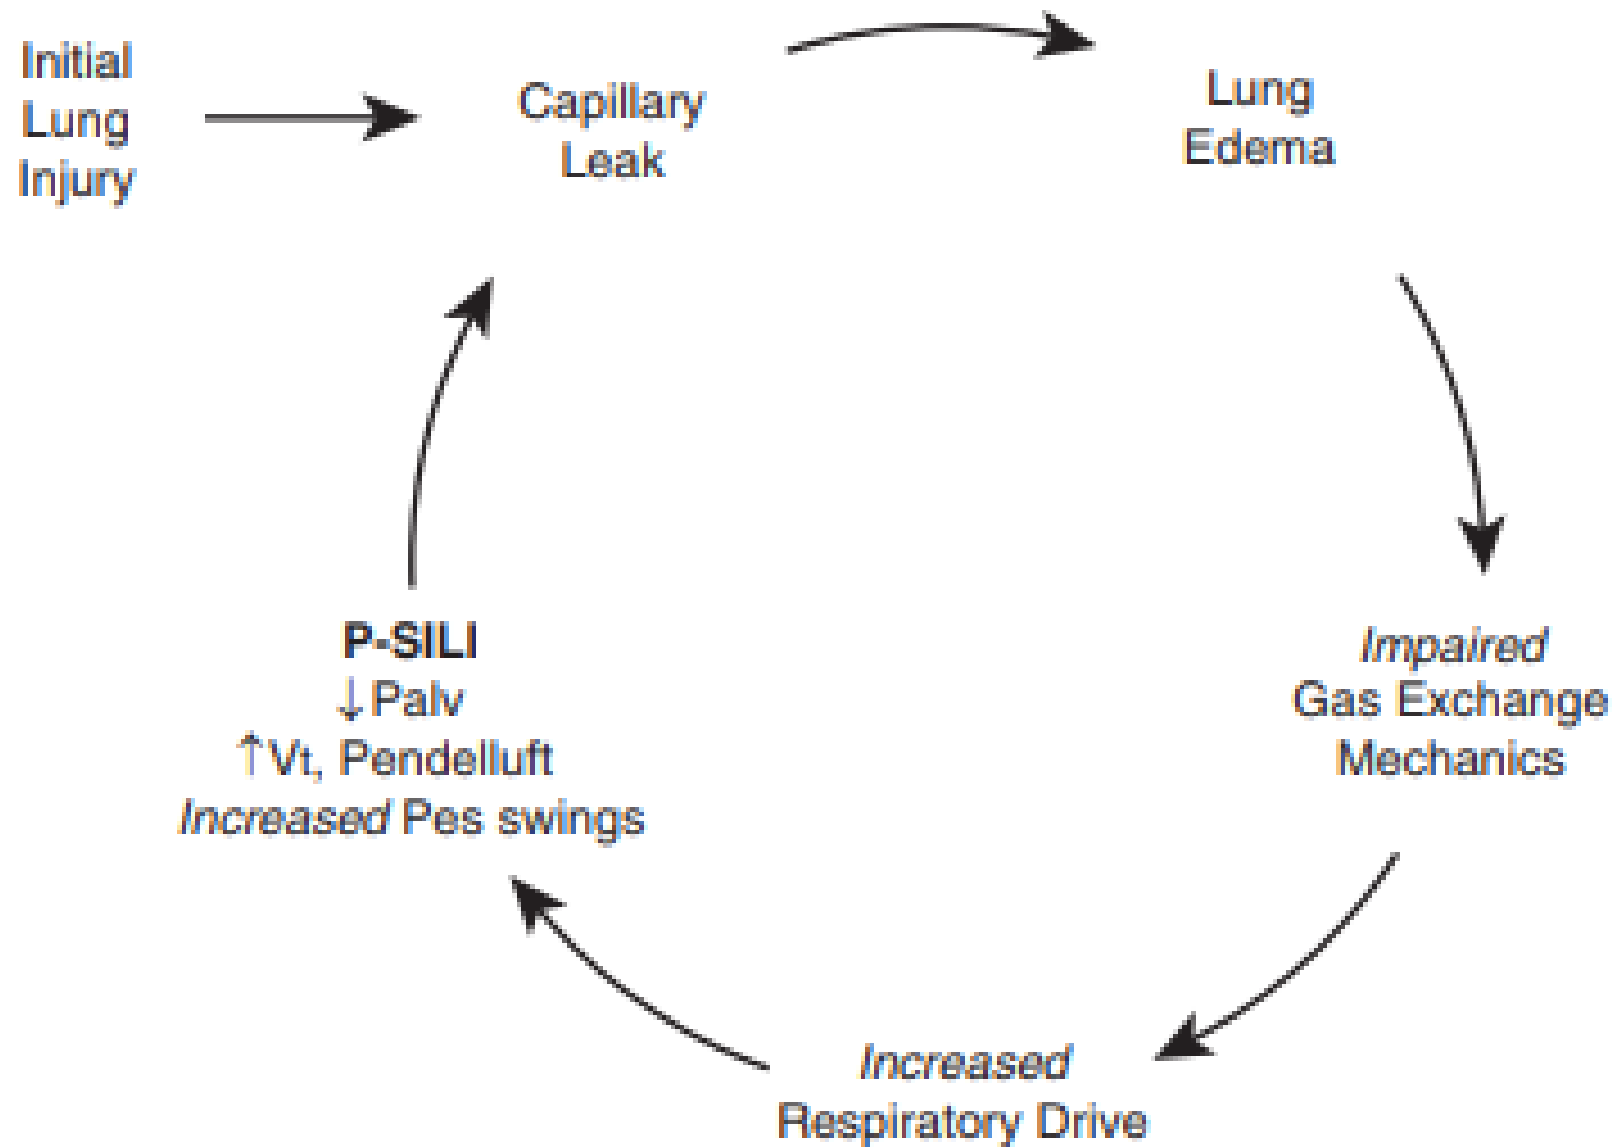 Initial
Lung
Injury
Capillary
Leak
Lung
Edema
Impaired
Gas Exchange
Mechanics
Increased
Respiratory Drive
P-SILI
↓Palv
↑Vt, Pendelluft
Increased Pes swings